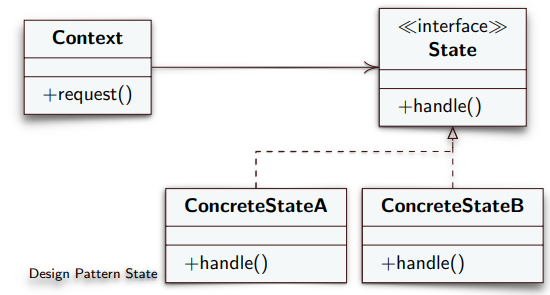 Context
+request()
≪interface≫
State
+handle()
ConcreteStateA
+handle()
ConcreteStateB
+handle()
Design Pattern State